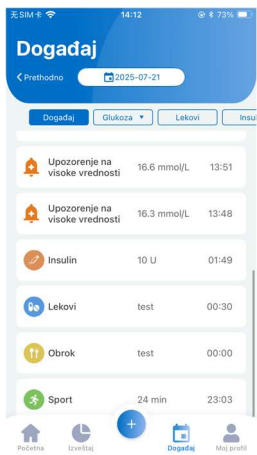 无SIM卡
14:12
73%
Događaj
Prethodno
2025-07-21
Događaj
Glukoza
Lekovi
Insul
Upozorenje na
visoke vrednosti
16.6 mmol/L
13:51
Upozorenje na
visoke vrednosti
16.3 mmol/L
13:48
Insulin
10 U
01:49
Lekovi
test
00:30
Obrok
test
00:00
Sport
24 min
23:03
Početna
Izveštaj
+
Događaj
Moj profil